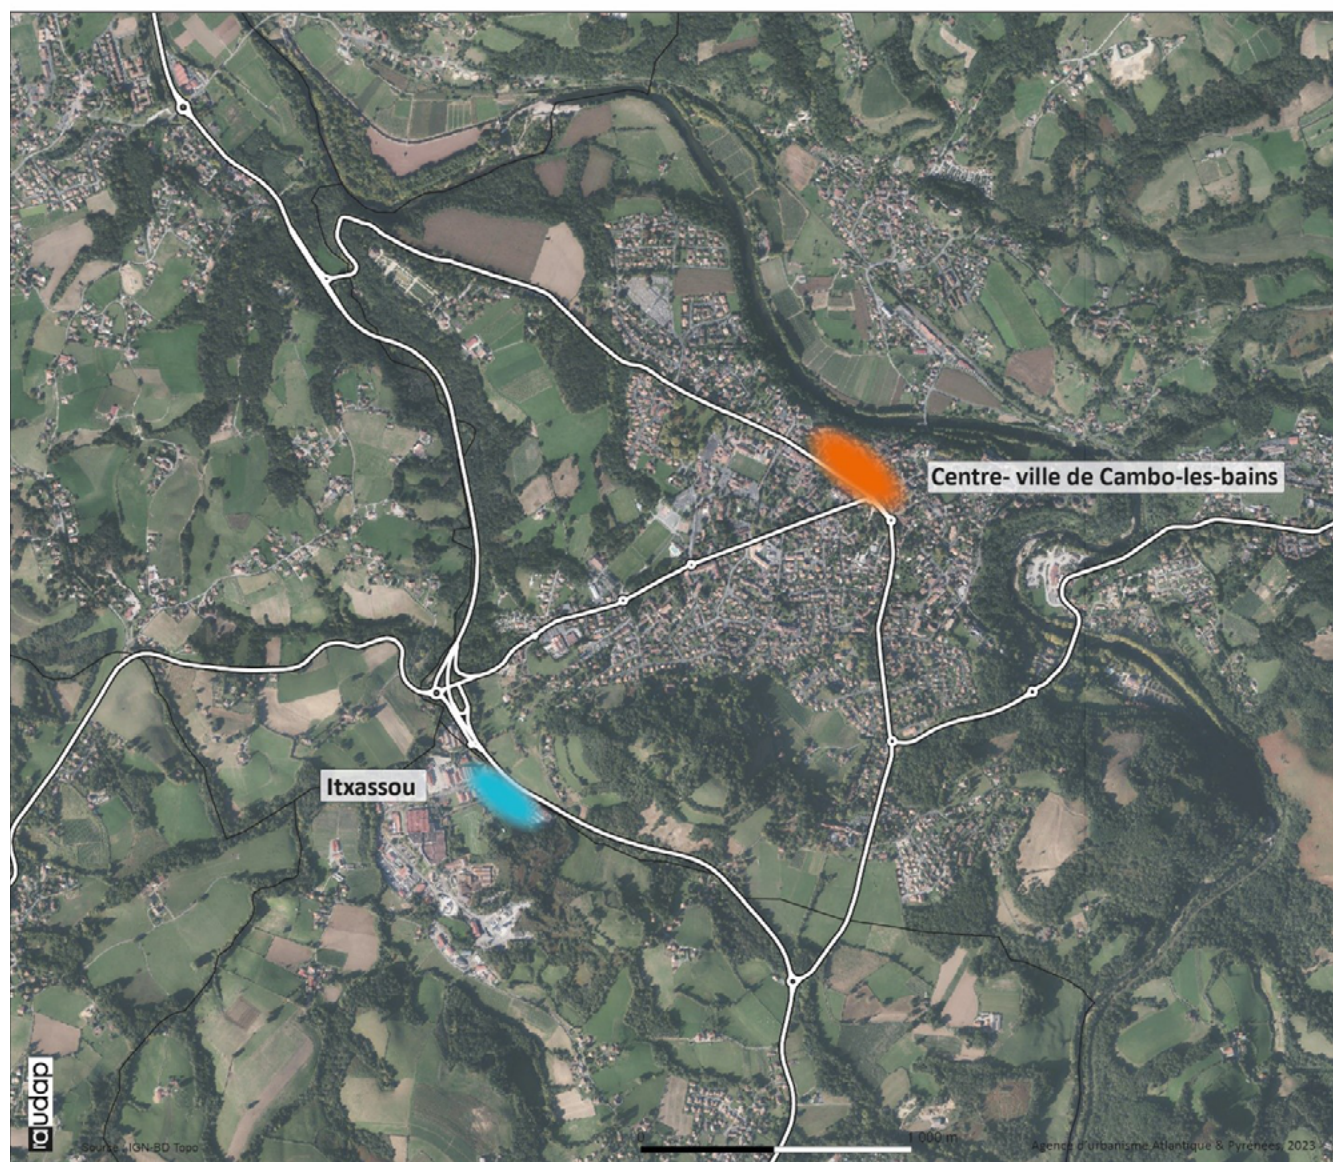 Centre- ville de Cambo-les-bains
Itxassou
audap
Source : IGN-BD Topo
0
1 000 m
Agence d'urbanisme Atlantique & Pyrénées, 2023